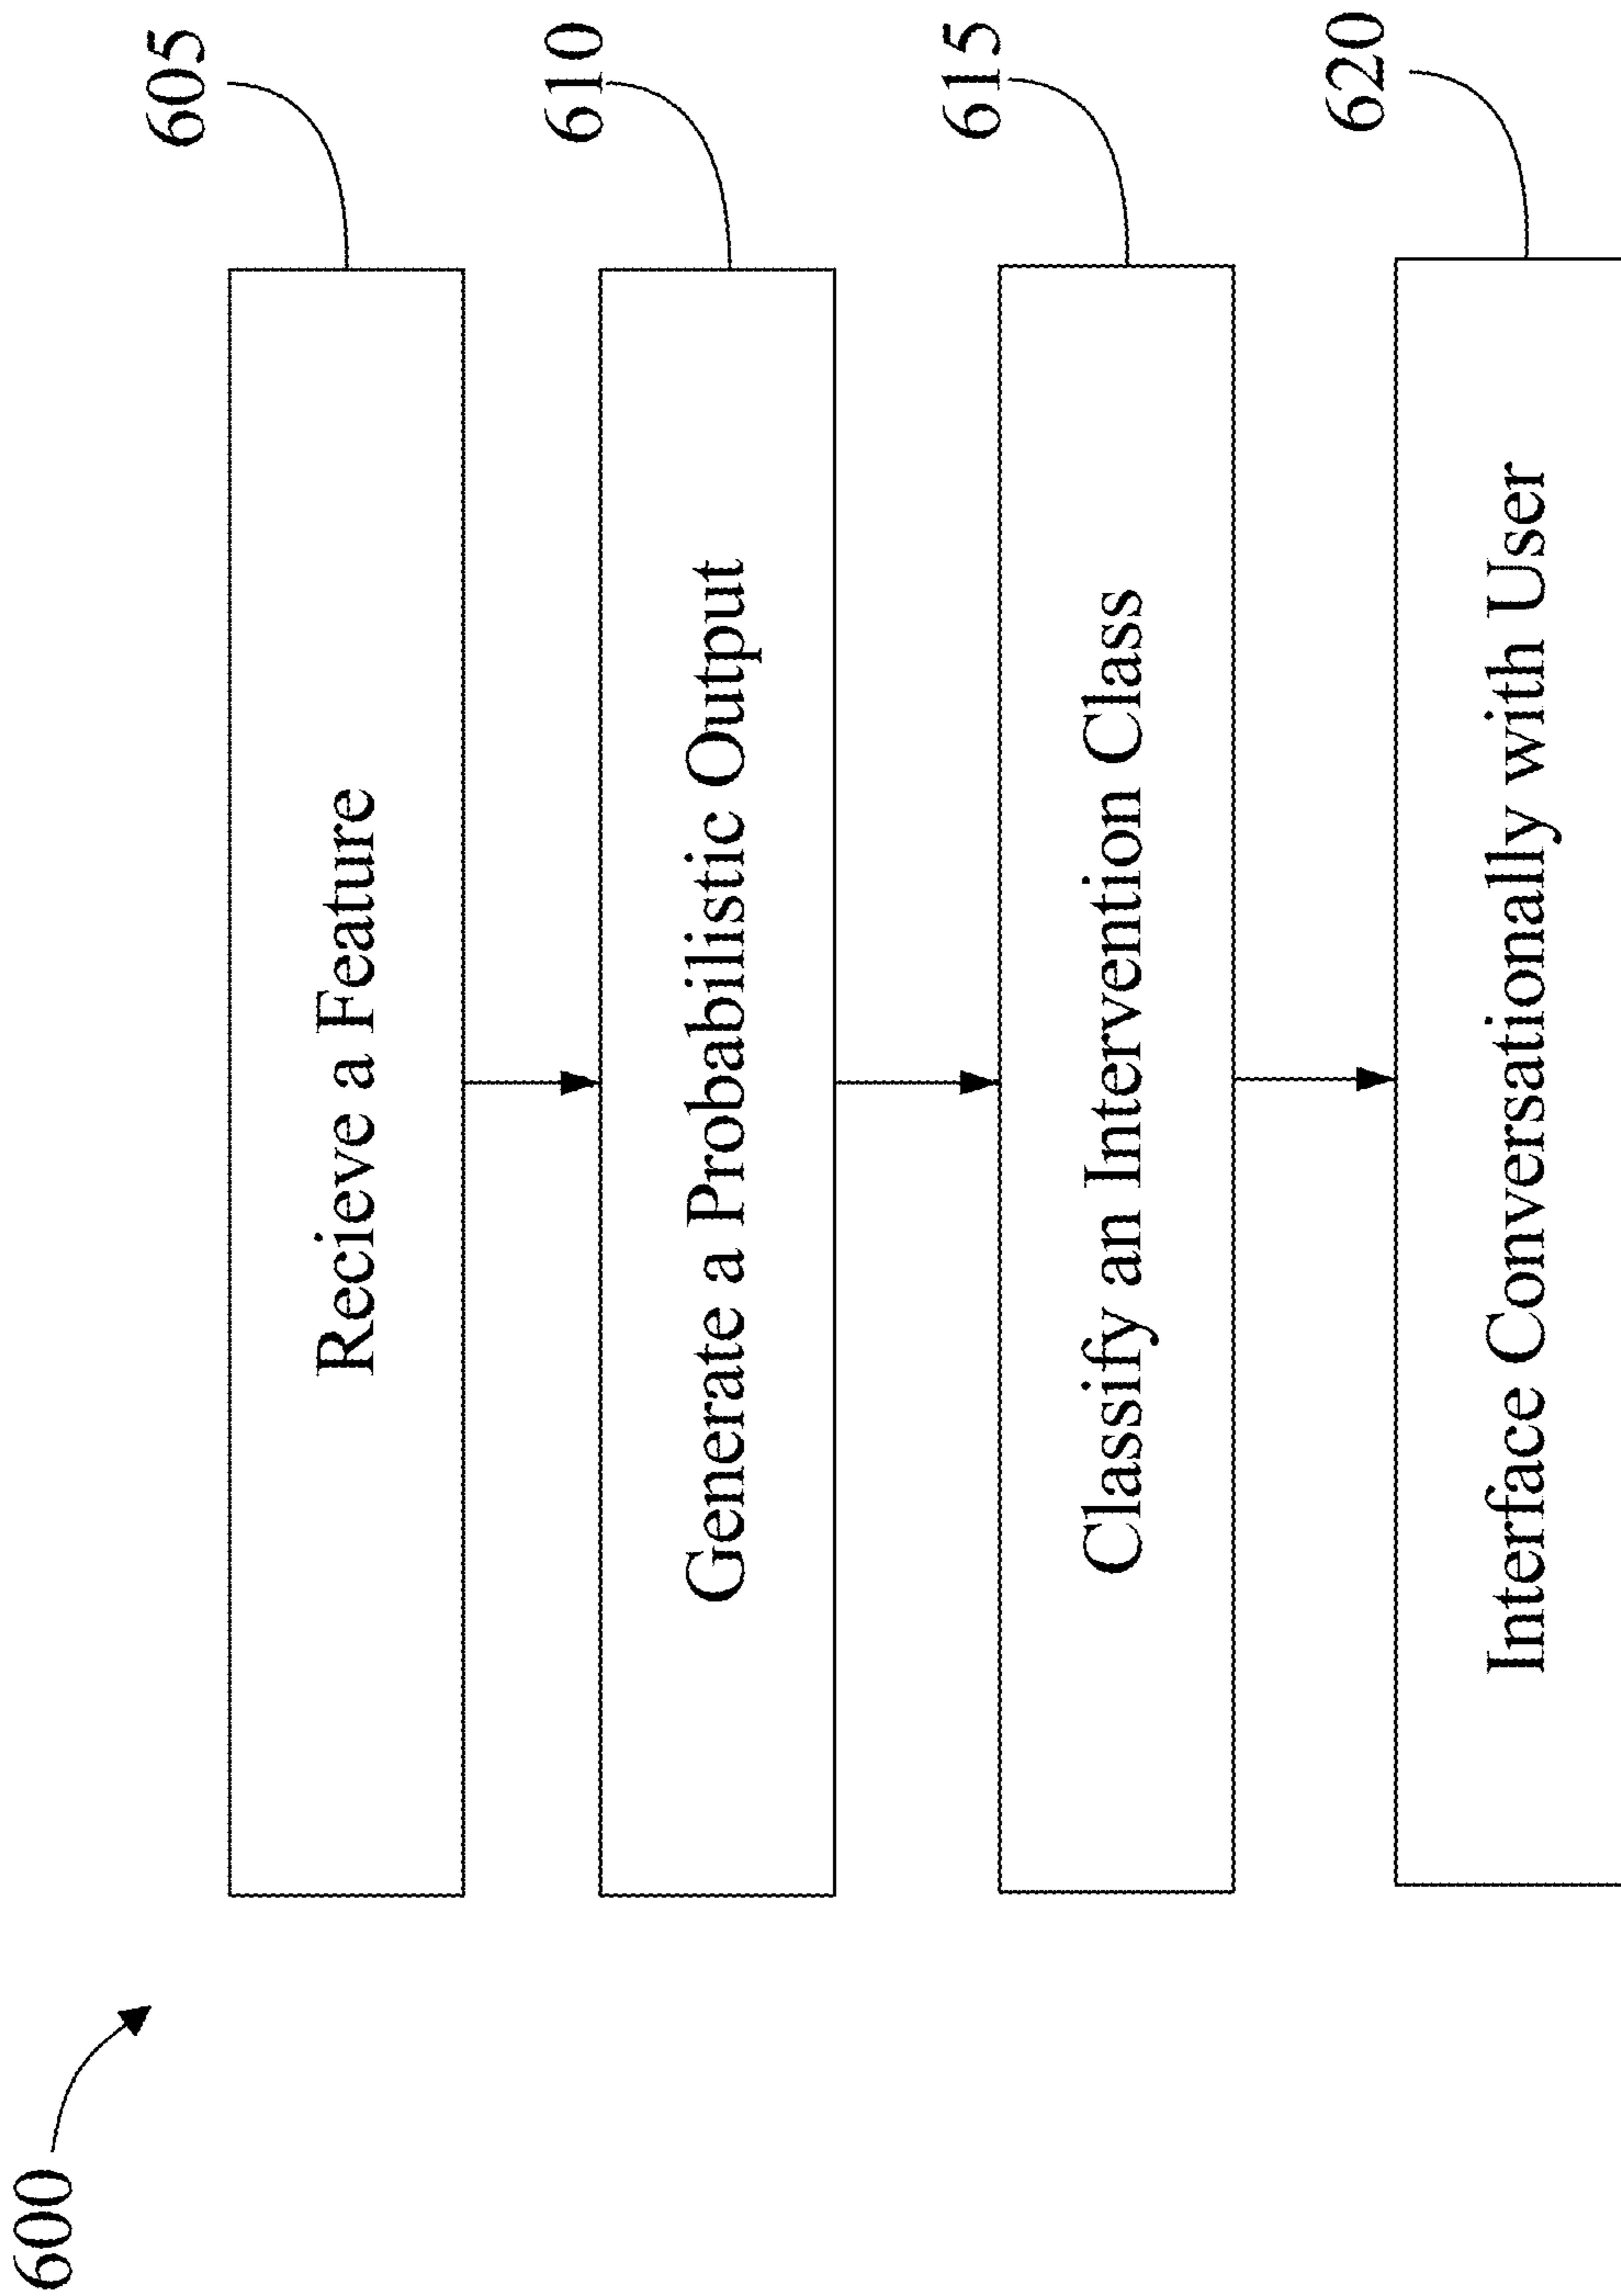 600
605
Recieve a Feature
610
Generate a Probabilistic Output
615
Classify an Intervention Class
620
Interface Conversationally with User